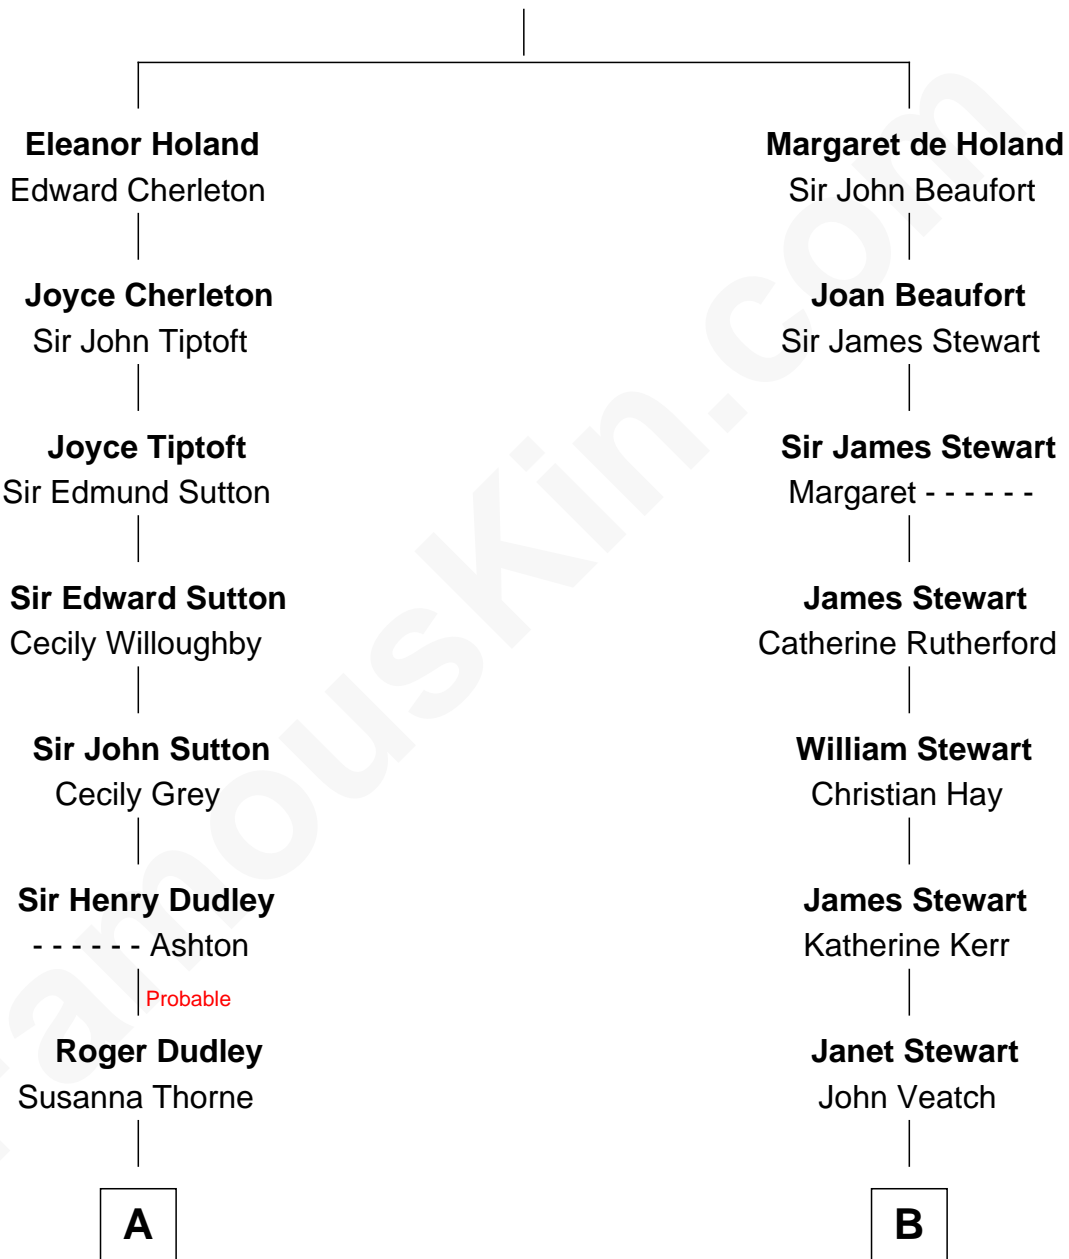 Eleanor Holand
Edward Cherleton
Joyce Cherleton
Sir John Tiptoft
Joyce Tiptoft
Sir Edmund Sutton
Sir Edward Sutton
Cecily Willoughby
Sir John Sutton
Cecily Grey
Sir Henry Dudley
- - - - - - Ashton
Probable
Roger Dudley
Susanna Thorne
A
Margaret de Holand
Sir John Beaufort
Joan Beaufort
Sir James Stewart
Sir James Stewart
Margaret - - - - - -
James Stewart
Catherine Rutherford
William Stewart
Christian Hay
James Stewart
Katherine Kerr
Janet Stewart
John Veatch
B
FamousKin.com